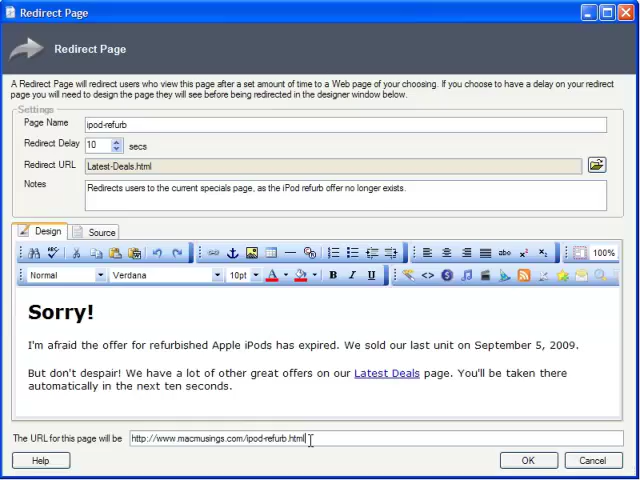 Redirect Page
Redirect Page
A Redirect Page will redirect users who view this page after a set amount of time to a Web page of your choosing. If you choose to have a delay on your redirect
page you will need to design the page they will see before being redirected in the designer window below.
Settings
Page Name ipod-refurb
Redirect Delay 10 secs
Redirect URL Latest-Deals.html
Notes Redirects users to the current specials page, as the iPod refurb offer no longer exists.
Design Source
ABC abc x² x₂ 100%
Normal Verdana 10pt A B I U <>
Sorry!
I'm afraid the offer for refurbished Apple iPods has expired. We sold our last unit on September 5, 2009.
But don't despair! We have a lot of other great offers on our Latest Deals page. You'll be taken there
automatically in the next ten seconds.
The URL for this page will be http://www.macmusings.com/ipod-refurb.html
Help OK Cancel